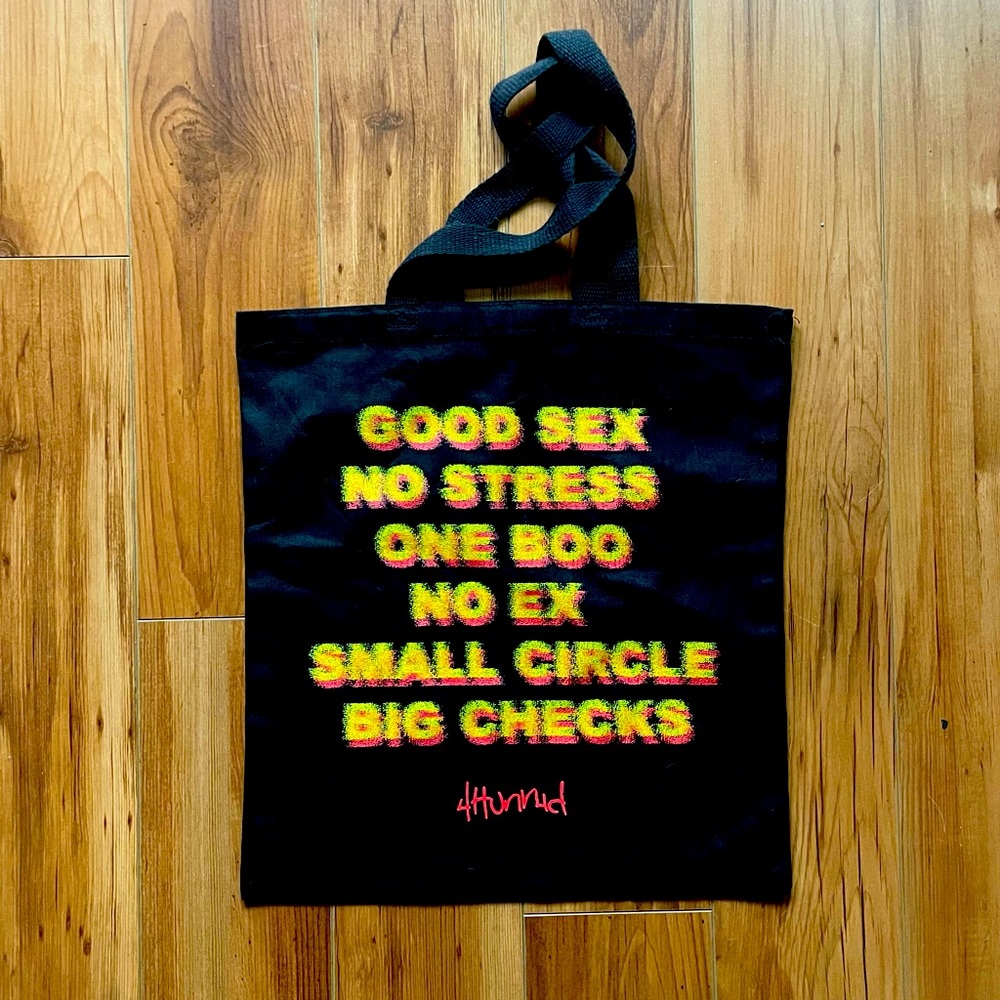 GOOD SEX
NO STRESS
ONE BOO
NO EX
SMALL CIRCLE
BIG CHECKS
4Hunnid